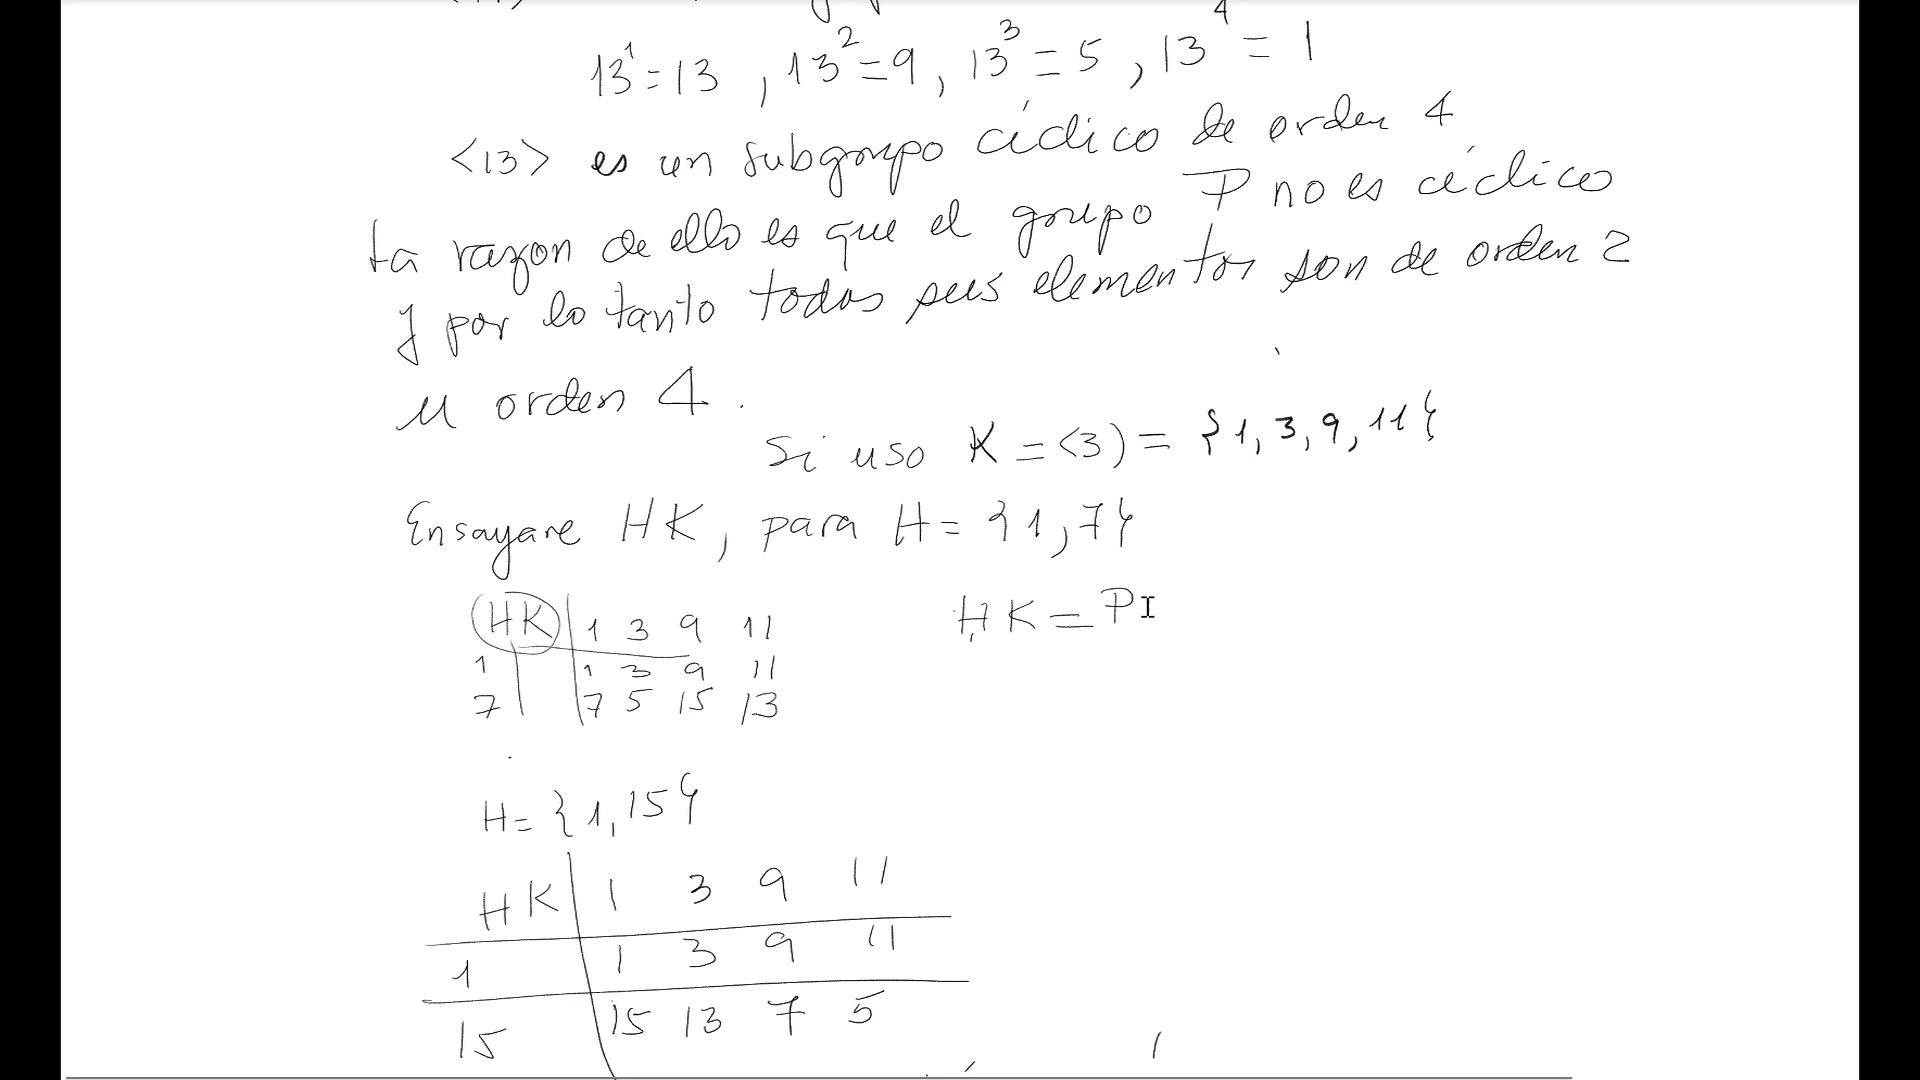 13¹=13 , 13²=9, 13³=5 , 13⁴=1
<13> es un subgrupo cíclico de orden 4
La razon de ello es que el grupo P no es cíclico
y por lo tanto todos sus elementos son de orden 2
u orden 4.
Si uso K = <3) = {1, 3, 9, 11}
Ensayare HK, para H = {1, 7}
HK 1 3 9 11
HK = P
1 1 3 9 11
7 7 5 15 13
H= {1, 15}
HK 1 3 9 11
1 1 3 9 11
15 15 13 7 5